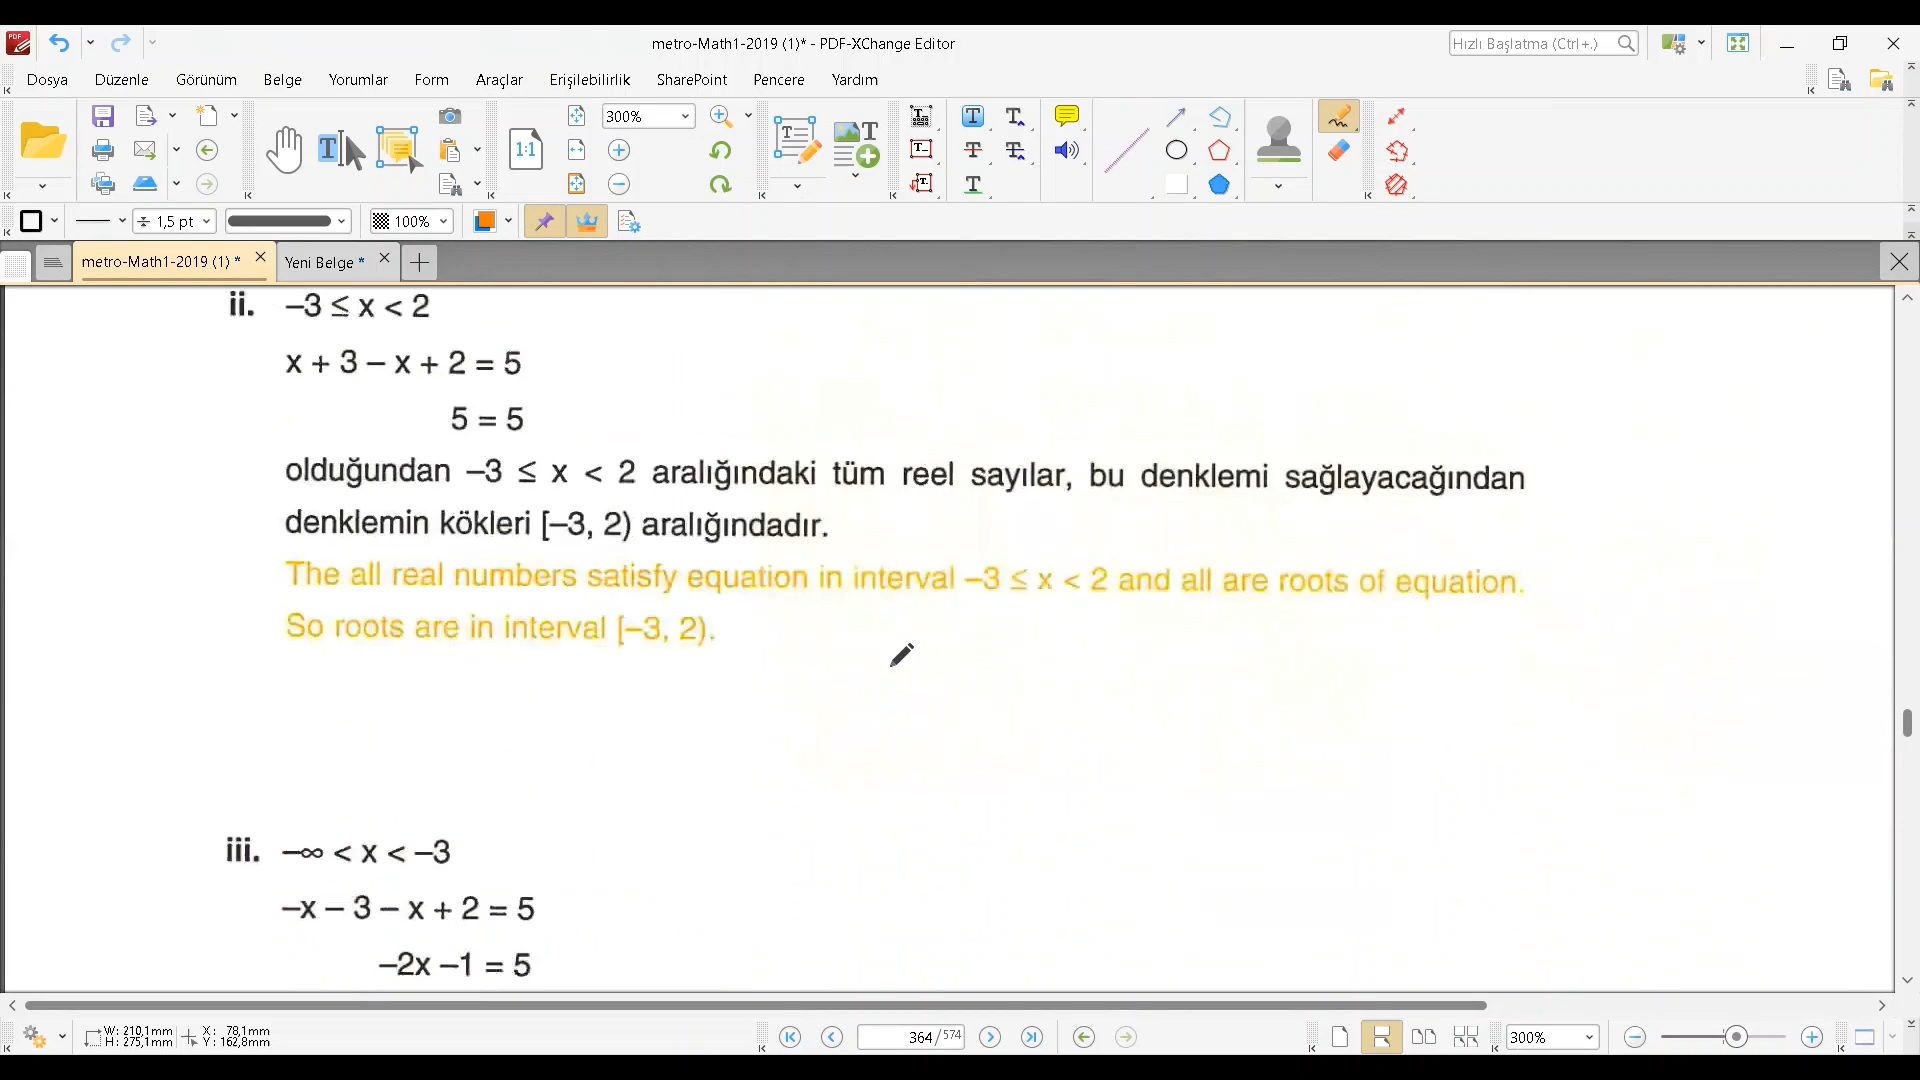 metro-Math1-2019 (1)* - PDF-XChange Editor
Hızlı Başlatma (Ctrl+.)
Dosya Düzenle Görünüm Belge Yorumlar Form Araçlar Erişilebilirlik SharePoint Pencere Yardım
300%
1:1
1,5 pt
100%
metro-Math1-2019 (1) *
Yeni Belge *
ii. –3 ≤ x < 2
x + 3 – x + 2 = 5
5 = 5
olduğundan –3 ≤ x < 2 aralığındaki tüm reel sayılar, bu denklemi sağlayacağından
denklemin kökleri [–3, 2) aralığındadır.
The all real numbers satisfy equation in interval –3 ≤ x < 2 and all are roots of equation.
So roots are in interval [–3, 2).
iii. –∞ < x < –3
–x – 3 – x + 2 = 5
–2x –1 = 5
W: 210,1mm X: 78,1mm
H: 275,1mm Y: 162,8mm
364 / 574
300%